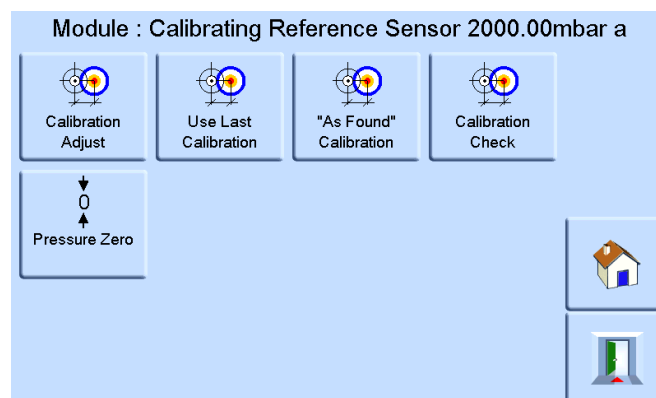 Module : Calibrating Reference Sensor 2000.00mbar a
Calibration
Adjust
Use Last
Calibration
"As Found"
Calibration
Calibration
Check
0
Pressure Zero